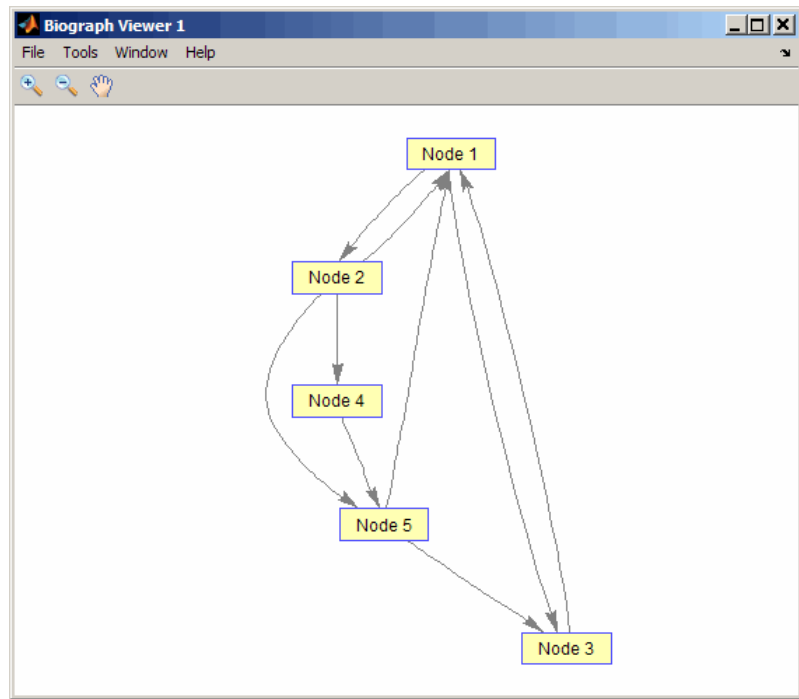 Biograph Viewer 1
File Tools Window Help
Node 1
Node 2
Node 4
Node 5
Node 3